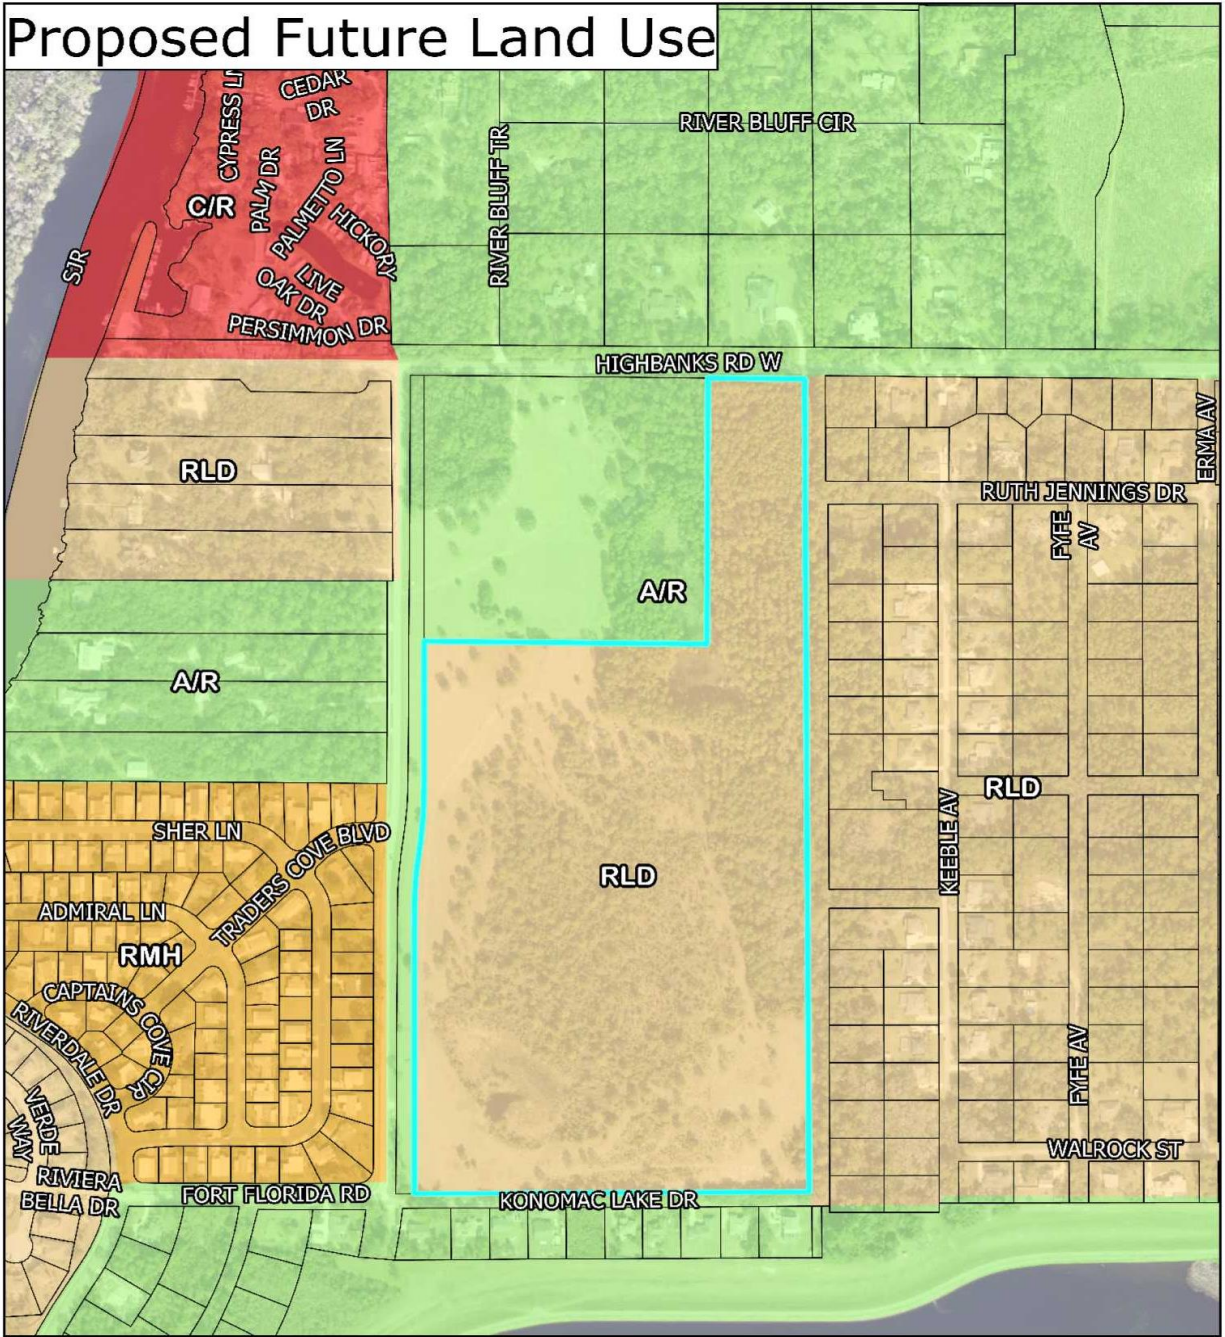 Proposed Future Land Use
CEDAR
DR
CYPRESS LN
RIVER BLUFF CIR
RIVER BLUFF TR
PALM DR
PALMETTO LN
C/R
HICKORY
SJR
LIVE
OAK DR
PERSIMMON DR
HIGHBANKS RD W
ERMA AV
RLD
RUTH JENNINGS DR
FYFE
AV
A/R
A/R
RLD
KEEBLE AV
SHER LN
TRADERS COVE BLVD
RLD
ADMIRAL LN
RMH
CAPTAINS COVE CIR
RIVERDALE DR
FYFE AV
VERDE
WAY
WALROCK ST
RIVIERA
BELLA DR
FORT FLORIDA RD
KONOMAC LAKE DR